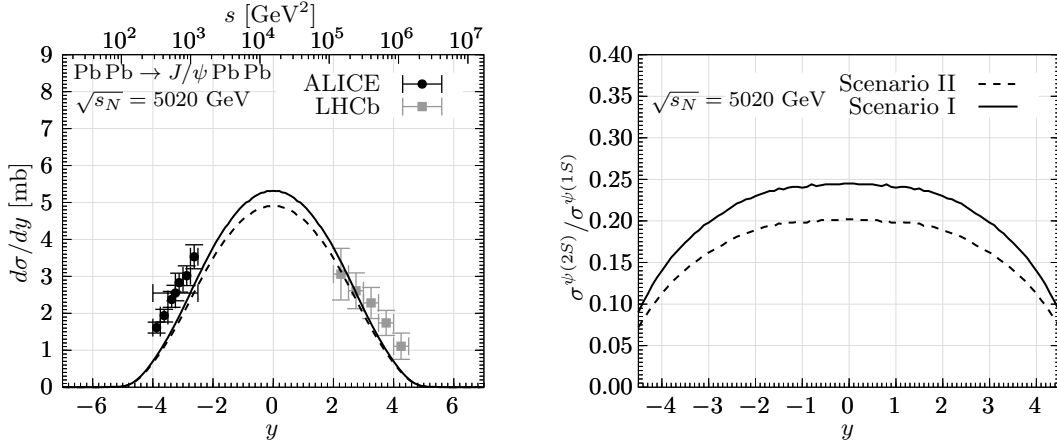 s [GeV²]
10² 10³ 10⁴ 10⁵ 10⁶ 10⁷
Pb Pb → J/ψ Pb Pb
√s_N = 5020 GeV
ALICE
LHCb
dσ/dy [mb]
9
8
7
6
5
4
3
2
1
0
−6 −4 −2 0 2 4 6
y
σ^ψ(2S)/σ^ψ(1S)
0.40
0.35
0.30
0.25
0.20
0.15
0.10
0.05
0.00
√s_N = 5020 GeV
Scenario II
Scenario I
−4 −3 −2 −1 0 1 2 3 4
y